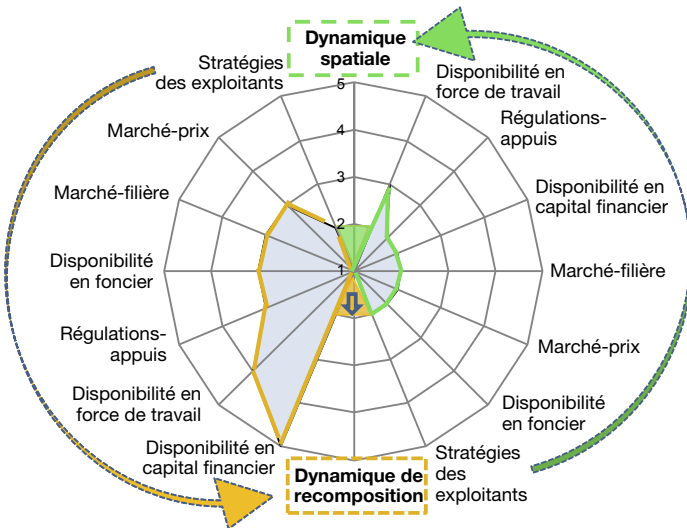 Dynamique
spatiale
Stratégies
des exploitants
Marché-prix
Marché-filière
Disponibilité
en foncier
Régulations-
appuis
Disponibilité en
force de travail
Disponibilité en
capital financier
5
4
3
2
1
Disponibilité en
force de travail
Régulations-
appuis
Disponibilité en
capital financier
Marché-filière
Marché-prix
Disponibilité
en foncier
Stratégies
des
exploitants
Dynamique de
recomposition